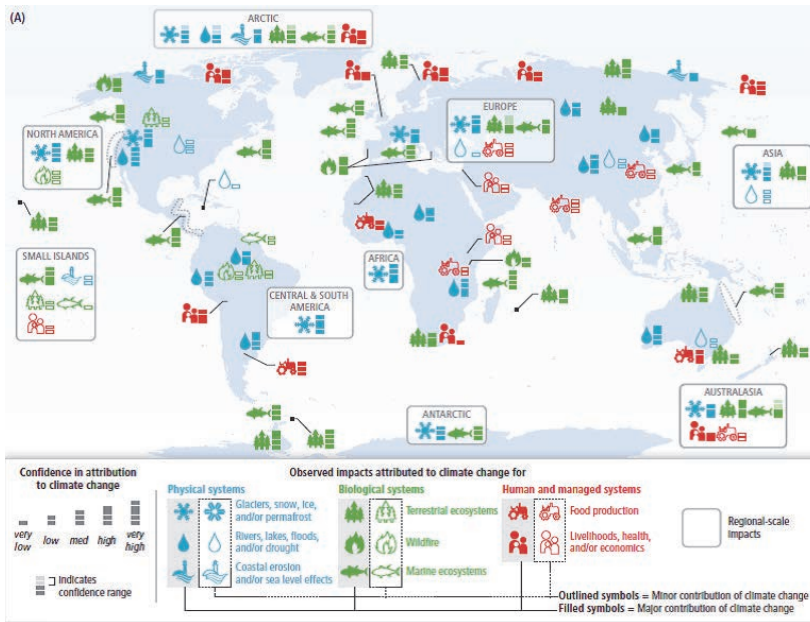 (A)
ARCTIC
NORTH AMERICA
EUROPE
ASIA
SMALL ISLANDS
AFRICA
CENTRAL & SOUTH
AMERICA
ANTARCTIC
AUSTRALASIA
Confidence in attribution
to climate change
very
low
low
med
high
very
high
Indicates
confidence range
Observed impacts attributed to climate change for
Physical systems
Glaciers, snow, ice,
and/or permafrost
Rivers, lakes, floods,
and/or drought
Coastal erosion
and/or sea level effects
Biological systems
Terrestrial ecosystems
Wildfire
Marine ecosystems
Human and managed systems
Food production
Livelihoods, health,
and/or economics
Regional-scale
impacts
Outlined symbols = Minor contribution of climate change
Filled symbols = Major contribution of climate change